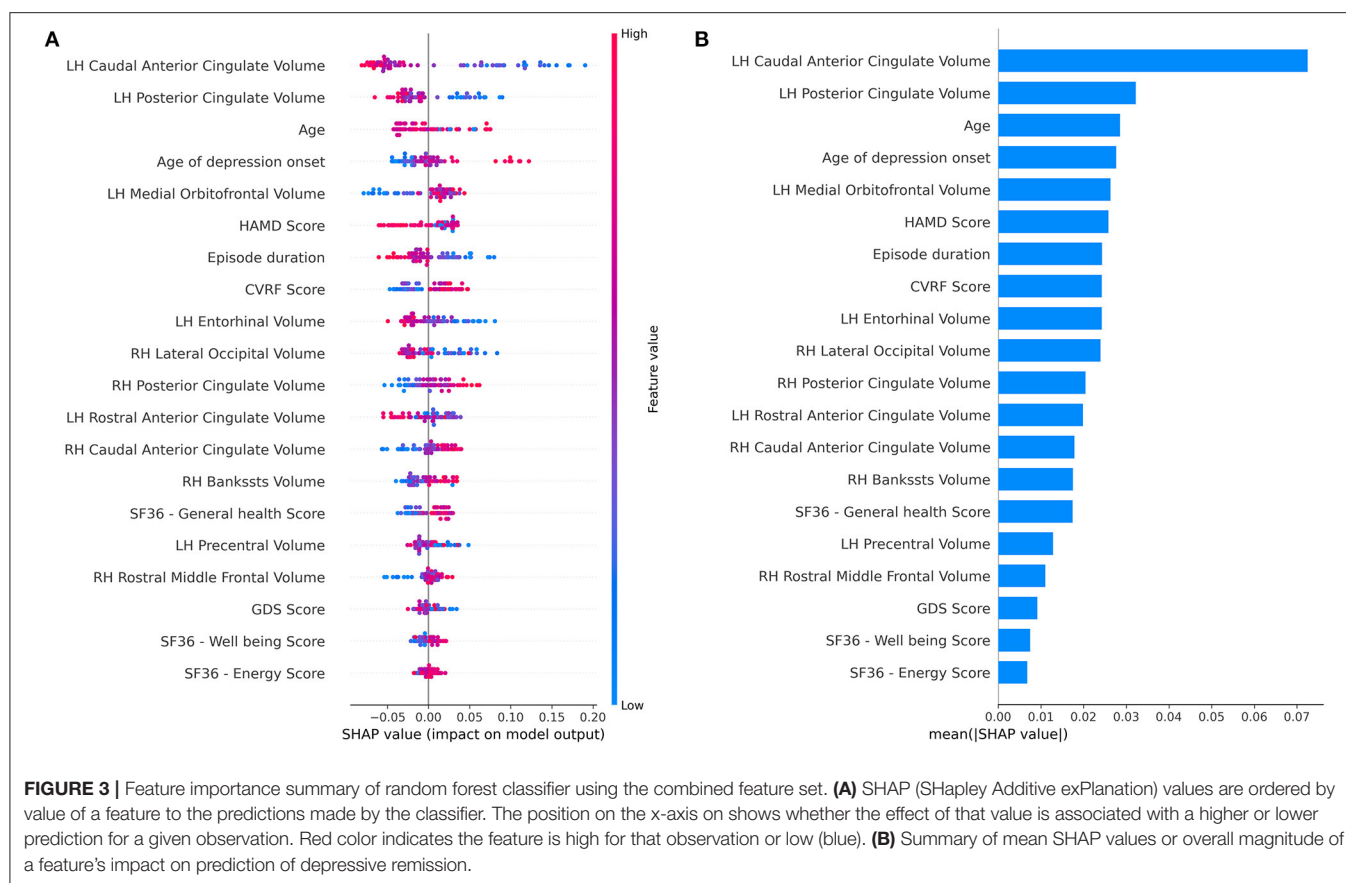 A
High
LH Caudal Anterior Cingulate Volume
LH Posterior Cingulate Volume
Age
Age of depression onset
LH Medial Orbitofrontal Volume
HAMD Score
Episode duration
CVRF Score
LH Entorhinal Volume
RH Lateral Occipital Volume
RH Posterior Cingulate Volume
LH Rostral Anterior Cingulate Volume
RH Caudal Anterior Cingulate Volume
RH Bankssts Volume
SF36 - General health Score
LH Precentral Volume
RH Rostral Middle Frontal Volume
GDS Score
SF36 - Well being Score
SF36 - Energy Score
Feature value
Low
−0.05 0.00 0.05 0.10 0.15 0.20
SHAP value (impact on model output)
B
LH Caudal Anterior Cingulate Volume
LH Posterior Cingulate Volume
Age
Age of depression onset
LH Medial Orbitofrontal Volume
HAMD Score
Episode duration
CVRF Score
LH Entorhinal Volume
RH Lateral Occipital Volume
RH Posterior Cingulate Volume
LH Rostral Anterior Cingulate Volume
RH Caudal Anterior Cingulate Volume
RH Bankssts Volume
SF36 - General health Score
LH Precentral Volume
RH Rostral Middle Frontal Volume
GDS Score
SF36 - Well being Score
SF36 - Energy Score
0.00 0.01 0.02 0.03 0.04 0.05 0.06 0.07
mean(|SHAP value|)
FIGURE 3 | Feature importance summary of random forest classifier using the combined feature set. (A) SHAP (SHapley Additive exPlanation) values are ordered by
value of a feature to the predictions made by the classifier. The position on the x-axis on shows whether the effect of that value is associated with a higher or lower
prediction for a given observation. Red color indicates the feature is high for that observation or low (blue). (B) Summary of mean SHAP values or overall magnitude of
a feature's impact on prediction of depressive remission.